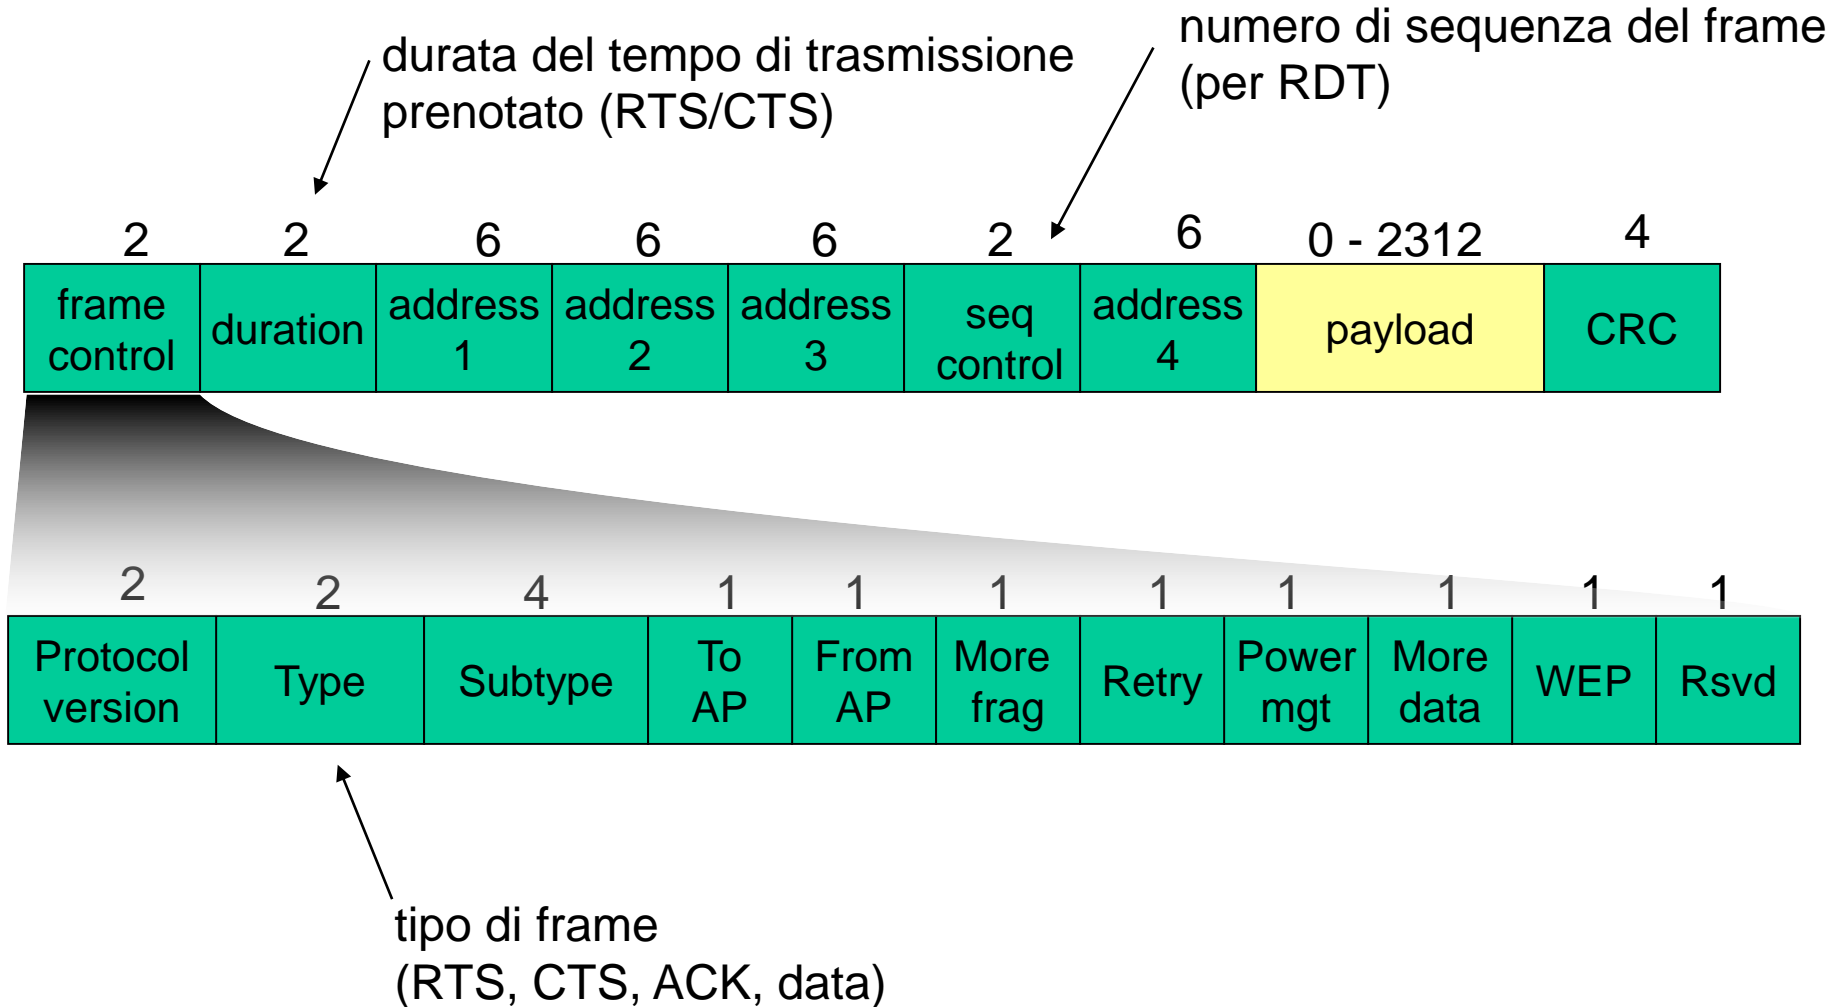 numero di sequenza del frame
(per RDT)
durata del tempo di trasmissione
prenotato (RTS/CTS)
2 2 6 6 6 2 6 0 - 2312 4
frame
control
duration
address
1
address
2
address
3
seq
control
address
4
payload
CRC
2 2 4 1 1 1 1 1 1 1 1
Protocol
version
Type
Subtype
To
AP
From
AP
More
frag
Retry
Power
mgt
More
data
WEP
Rsvd
tipo di frame
(RTS, CTS, ACK, data)